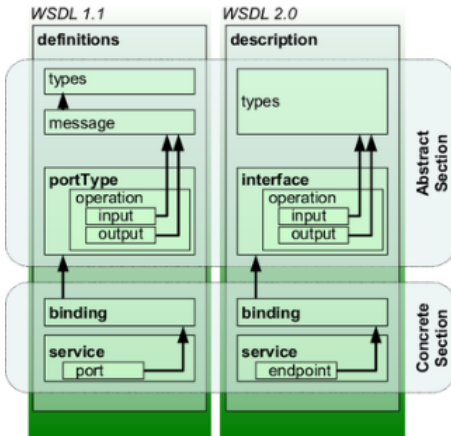 WSDL 1.1
definitions
types
message
portType
operation
input
output
binding
service
port
WSDL 2.0
description
types
interface
operation
input
output
binding
service
endpoint
Abstract
Section
Concrete
Section